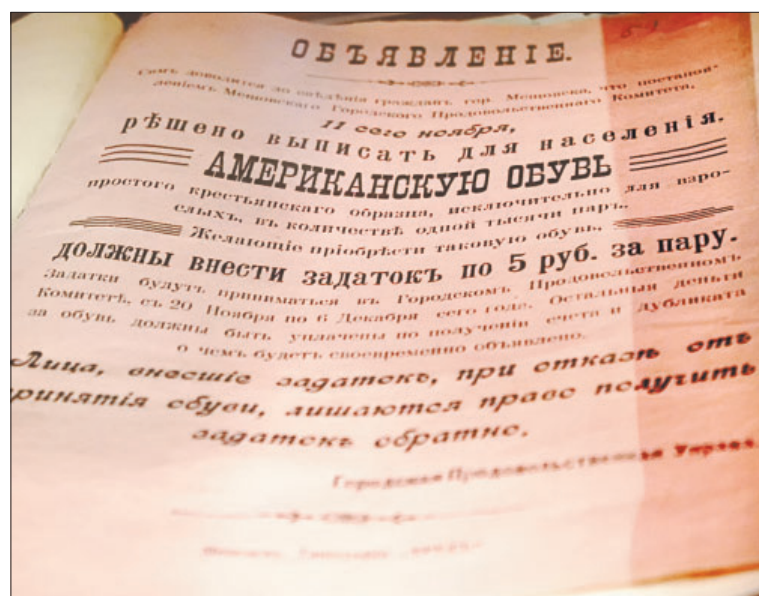 ОБЪЯВЛЕНІЕ.
Симъ доводится до свѣдѣнія гражданъ гор. Мещовска, что постанов-
леніемъ Мещовскаго Городского Продовольственнаго Комитета,
11 сего ноября,
рѣшено выписать для населенія.
АМЕРИКАНСКУЮ ОБУВЬ
простого крестьянскаго образца, исключительно для взро-
слыхъ, въ количествѣ одной тысячи паръ.
Желающіе пріобрѣсти таковую обувь,
ДОЛЖНЫ ВНЕСТИ ЗАДАТОКЪ ПО 5 руб. за пару.
Задатки будутъ приниматься въ Городскомъ Продовольственномъ
Комитетѣ, съ 20 Ноября по 6 Декабря сего года. Остальныя деньги
за обувь должны быть уплачены по полученіи счета и дубликата
о чемъ будетъ своевременно объявлено.
Лица, внесшіе задатокъ, при отказѣ отъ
принятія обуви, лишаются право получить
задатокъ обратно.
Городская Продовольственная Управа